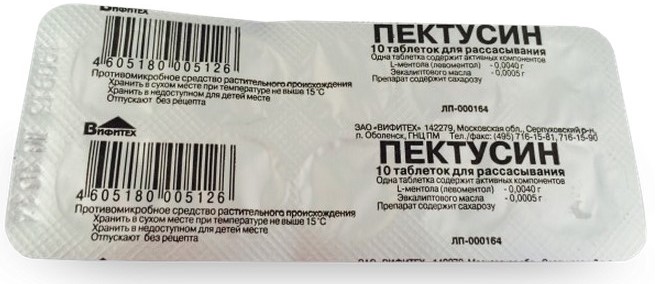 ВИФИТЕХ
4 605180 005126
Противомикробное средство растительного происхождения
Хранить в сухом месте при температуре не выше 15°С
Хранить в недоступном для детей месте
Отпускают без рецепта
ПЕКТУСИН
10 таблеток для рассасывания
Одна таблетка содержит активных компонентов
L-ментола (левоментол) - 0,0040 г
Эвкалиптового масла - 0,0005 г
Препарат содержит сахарозу
ЛП-000164
ЗАО «ВИФИТЕХ» 142279, Московская обл., Серпуховский р-н,
п. Оболенск, ГНЦ ПМ Тел./факс: (495) 716-15-81, 716-15-90
ВИФИТЕХ
4 605180 005126
Противомикробное средство растительного происхождения
Хранить в сухом месте при температуре не выше 15°С
Хранить в недоступном для детей месте
Отпускают без рецепта
ПЕКТУСИН
10 таблеток для рассасывания
Одна таблетка содержит активных компонентов
L-ментола (левоментол) - 0,0040 г
Эвкалиптового масла - 0,0005 г
Препарат содержит сахарозу
ЛП-000164